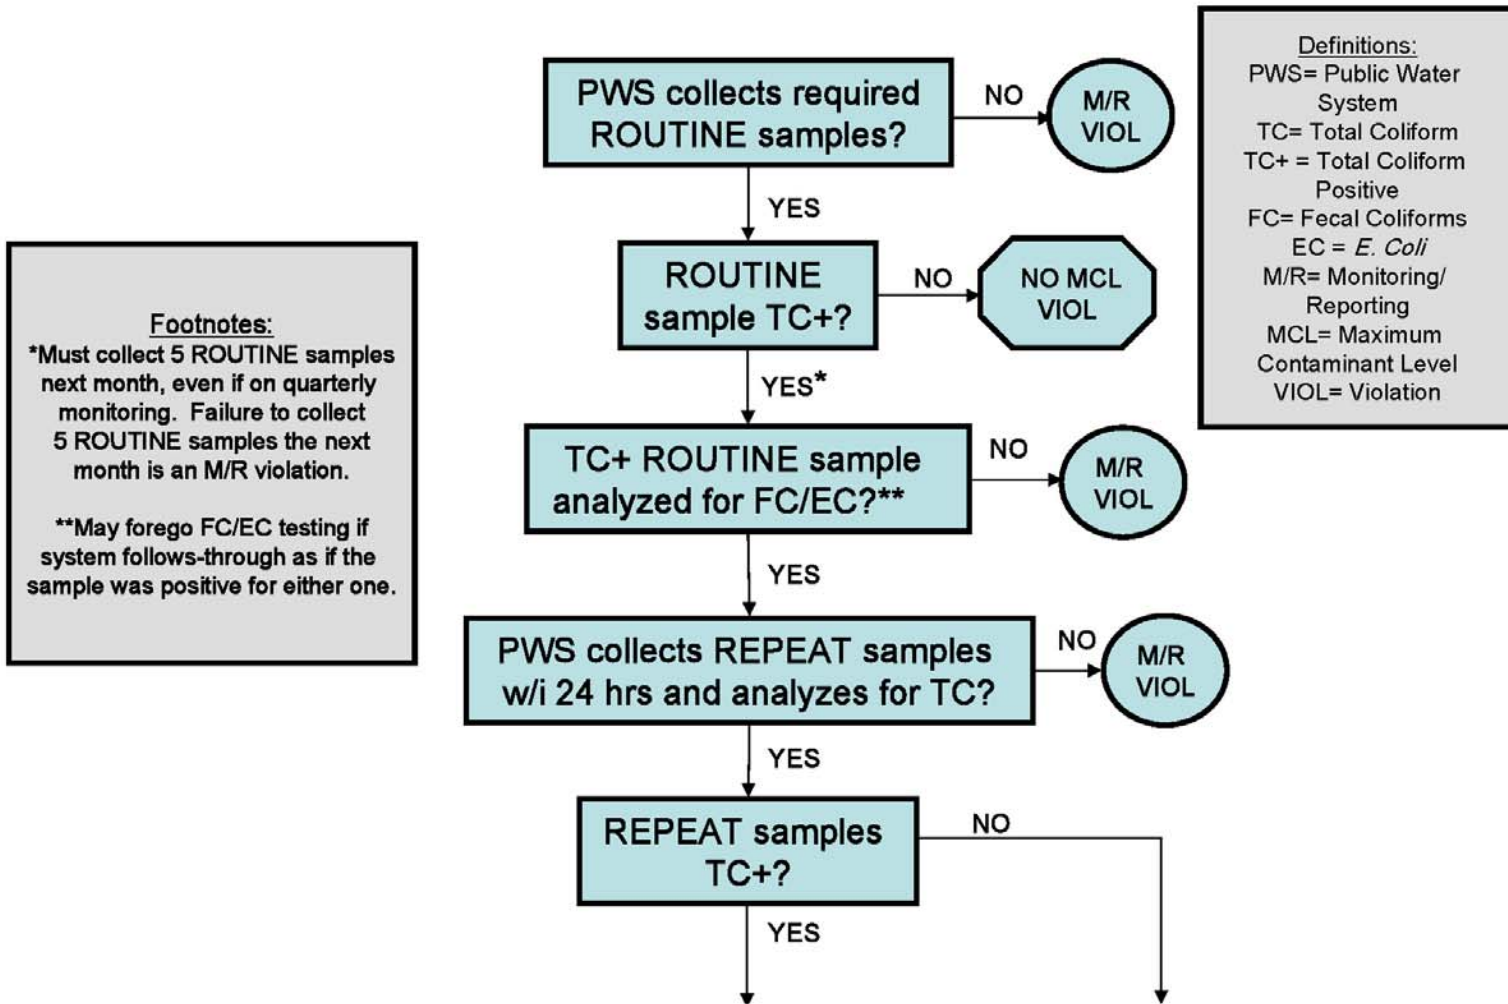 PWS collects required
ROUTINE samples?
NO
M/R
VIOL
YES
ROUTINE
sample TC+?
NO
NO MCL
VIOL
YES*
TC+ ROUTINE sample
analyzed for FC/EC?**
NO
M/R
VIOL
YES
PWS collects REPEAT samples
w/i 24 hrs and analyzes for TC?
NO
M/R
VIOL
YES
REPEAT samples
TC+?
NO
YES
Footnotes:
*Must collect 5 ROUTINE samples
next month, even if on quarterly
monitoring. Failure to collect
5 ROUTINE samples the next
month is an M/R violation.
**May forego FC/EC testing if
system follows-through as if the
sample was positive for either one.
Definitions:
PWS= Public Water
System
TC= Total Coliform
TC+ = Total Coliform
Positive
FC= Fecal Coliforms
EC = E. Coli
M/R= Monitoring/
Reporting
MCL= Maximum
Contaminant Level
VIOL= Violation